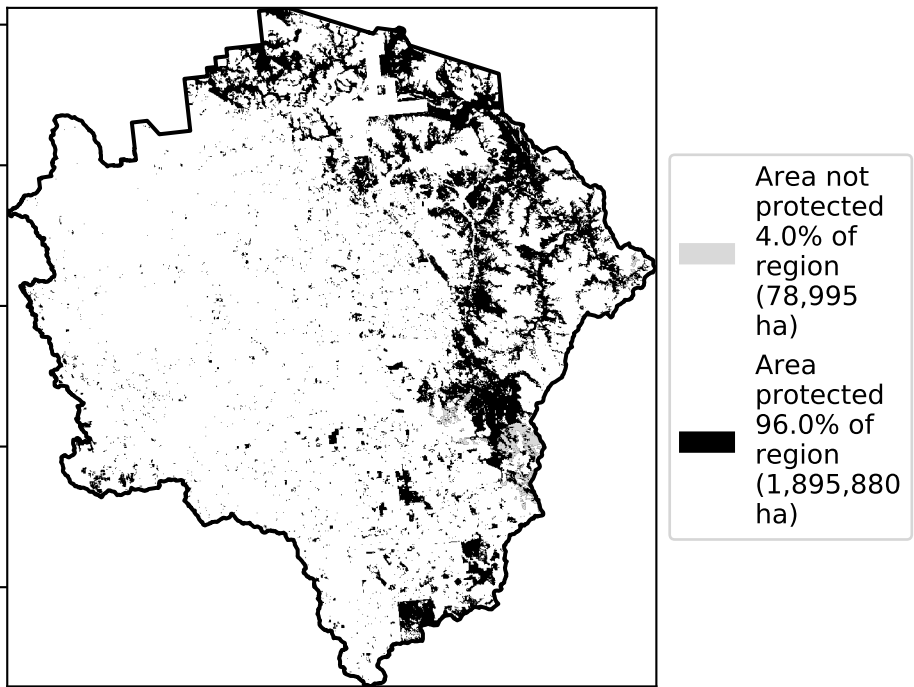 Area not
protected
4.0% of
region
(78,995
ha)
Area
protected
96.0% of
region
(1,895,880
ha)